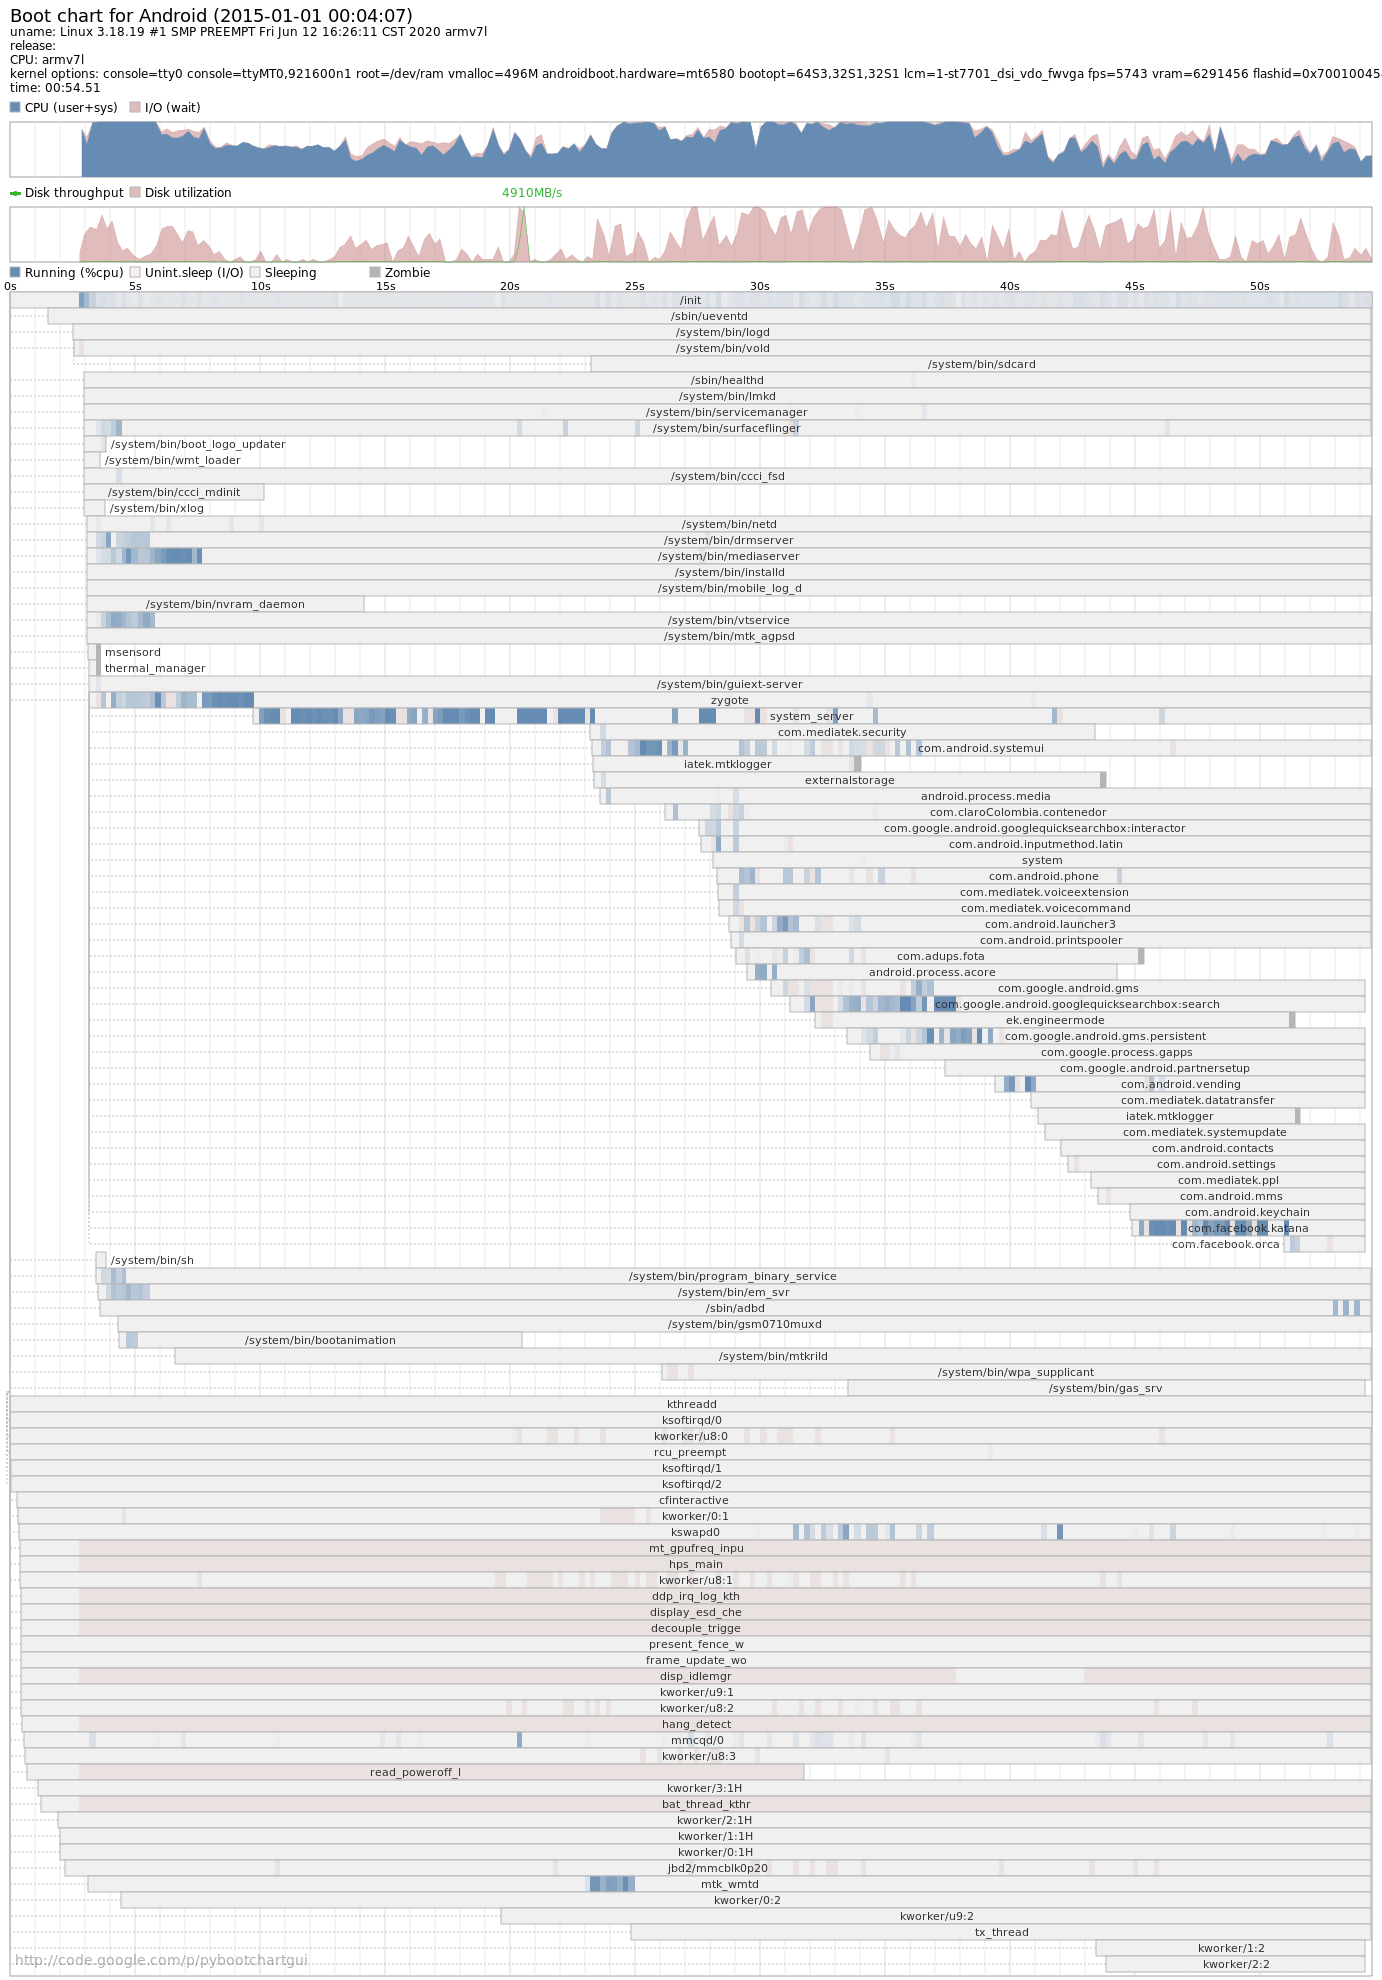 Boot chart for Android (2015-01-01 00:04:07)
uname: Linux 3.18.19 #1 SMP PREEMPT Fri Jun 12 16:26:11 CST 2020 armv7l
release:
CPU: armv7l
kernel options: console=tty0 console=ttyMT0,921600n1 root=/dev/ram vmalloc=496M androidboot.hardware=mt6580 bootopt=64S3,32S1,32S1 lcm=1-st7701_dsi_vdo_fwvga fps=5743 vram=6291456 flashid=0x70010045
time: 00:54.51
CPU (user+sys) I/O (wait)
Disk throughput Disk utilization 4910MB/s
Running (%cpu) Unint.sleep (I/O) Sleeping Zombie
0s 5s 10s 15s 20s 25s 30s 35s 40s 45s 50s
/init
/sbin/ueventd
/system/bin/logd
/system/bin/vold
/system/bin/sdcard
/sbin/healthd
/system/bin/lmkd
/system/bin/servicemanager
/system/bin/surfaceflinger
/system/bin/boot_logo_updater
/system/bin/wmt_loader
/system/bin/ccci_fsd
/system/bin/ccci_mdinit
/system/bin/xlog
/system/bin/netd
/system/bin/drmserver
/system/bin/mediaserver
/system/bin/installd
/system/bin/mobile_log_d
/system/bin/nvram_daemon
/system/bin/vtservice
/system/bin/mtk_agpsd
msensord
thermal_manager
/system/bin/guiext-server
zygote
system_server
com.mediatek.security
com.android.systemui
iatek.mtklogger
externalstorage
android.process.media
com.claroColombia.contenedor
com.google.android.googlequicksearchbox:interactor
com.android.inputmethod.latin
system
com.android.phone
com.mediatek.voiceextension
com.mediatek.voicecommand
com.android.launcher3
com.android.printspooler
com.adups.fota
android.process.acore
com.google.android.gms
com.google.android.googlequicksearchbox:search
ek.engineermode
com.google.android.gms.persistent
com.google.process.gapps
com.google.android.partnersetup
com.android.vending
com.mediatek.datatransfer
iatek.mtklogger
com.mediatek.systemupdate
com.android.contacts
com.android.settings
com.mediatek.ppl
com.android.mms
com.android.keychain
com.facebook.katana
com.facebook.orca
/system/bin/sh
/system/bin/program_binary_service
/system/bin/em_svr
/sbin/adbd
/system/bin/gsm0710muxd
/system/bin/bootanimation
/system/bin/mtkrild
/system/bin/wpa_supplicant
/system/bin/gas_srv
kthreadd
ksoftirqd/0
kworker/u8:0
rcu_preempt
ksoftirqd/1
ksoftirqd/2
cfinteractive
kworker/0:1
kswapd0
mt_gpufreq_inpu
hps_main
kworker/u8:1
ddp_irq_log_kth
display_esd_che
decouple_trigge
present_fence_w
frame_update_wo
disp_idlemgr
kworker/u9:1
kworker/u8:2
hang_detect
mmcqd/0
kworker/u8:3
read_poweroff_l
kworker/3:1H
bat_thread_kthr
kworker/2:1H
kworker/1:1H
kworker/0:1H
jbd2/mmcblk0p20
mtk_wmtd
kworker/0:2
kworker/u9:2
tx_thread
kworker/1:2
http://code.google.com/p/pybootchartgui
kworker/2:2